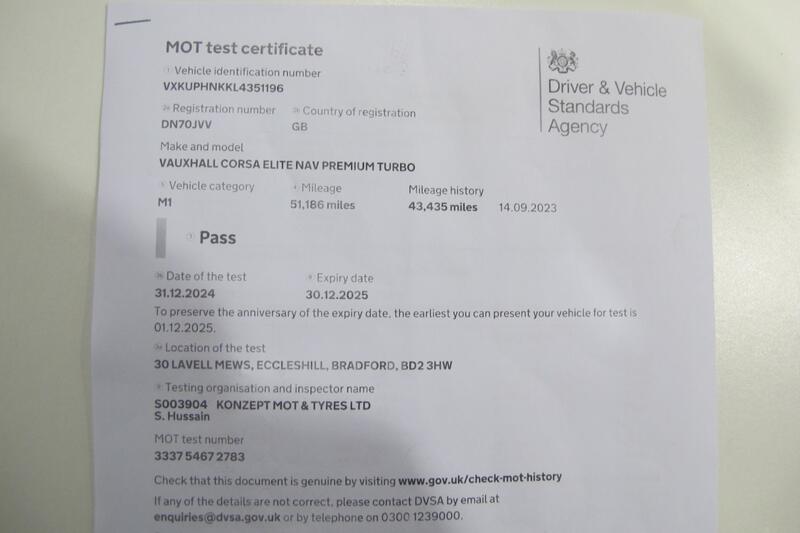 MOT test certificate
Vehicle identification number
VXKUPHNKKL4351196
Registration number Country of registration
DN70JVV GB
Make and model
VAUXHALL CORSA ELITE NAV PREMIUM TURBO
Vehicle category Mileage Mileage history
M1 51,186 miles 43,435 miles 14.09.2023
Pass
Date of the test Expiry date
31.12.2024 30.12.2025
To preserve the anniversary of the expiry date, the earliest you can present your vehicle for test is
01.12.2025.
Location of the test
30 LAVELL MEWS, ECCLESHILL, BRADFORD, BD2 3HW
Testing organisation and inspector name
S003904 KONZEPT MOT & TYRES LTD
S. Hussain
MOT test number
3337 5467 2783
Check that this document is genuine by visiting www.gov.uk/check-mot-history
If any of the details are not correct, please contact DVSA by email at
enquiries@dvsa.gov.uk or by telephone on 0300 1239000.
Driver & Vehicle
Standards
Agency